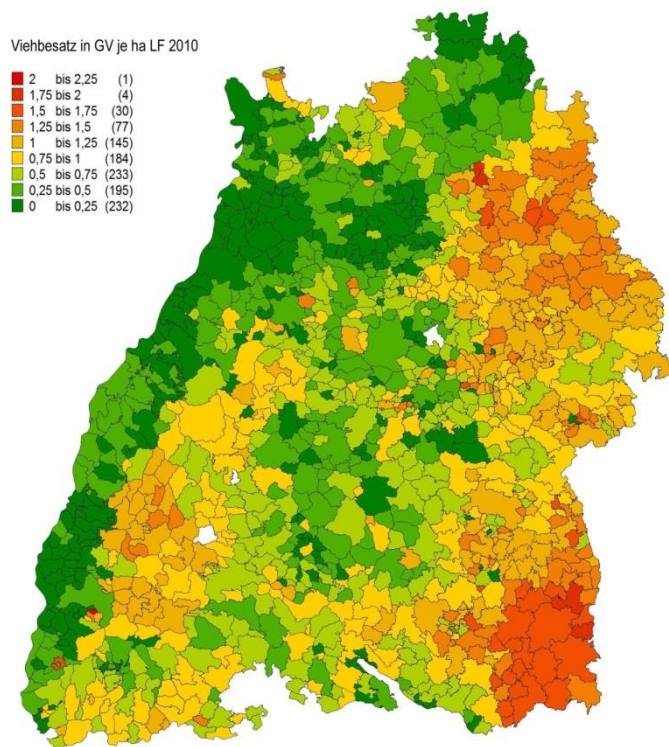 Viehbesatz in GV je ha LF 2010
2 bis 2,25 (1)
1,75 bis 2 (4)
1,5 bis 1,75 (30)
1,25 bis 1,5 (77)
1 bis 1,25 (145)
0,75 bis 1 (184)
0,5 bis 0,75 (233)
0,25 bis 0,5 (195)
0 bis 0,25 (232)